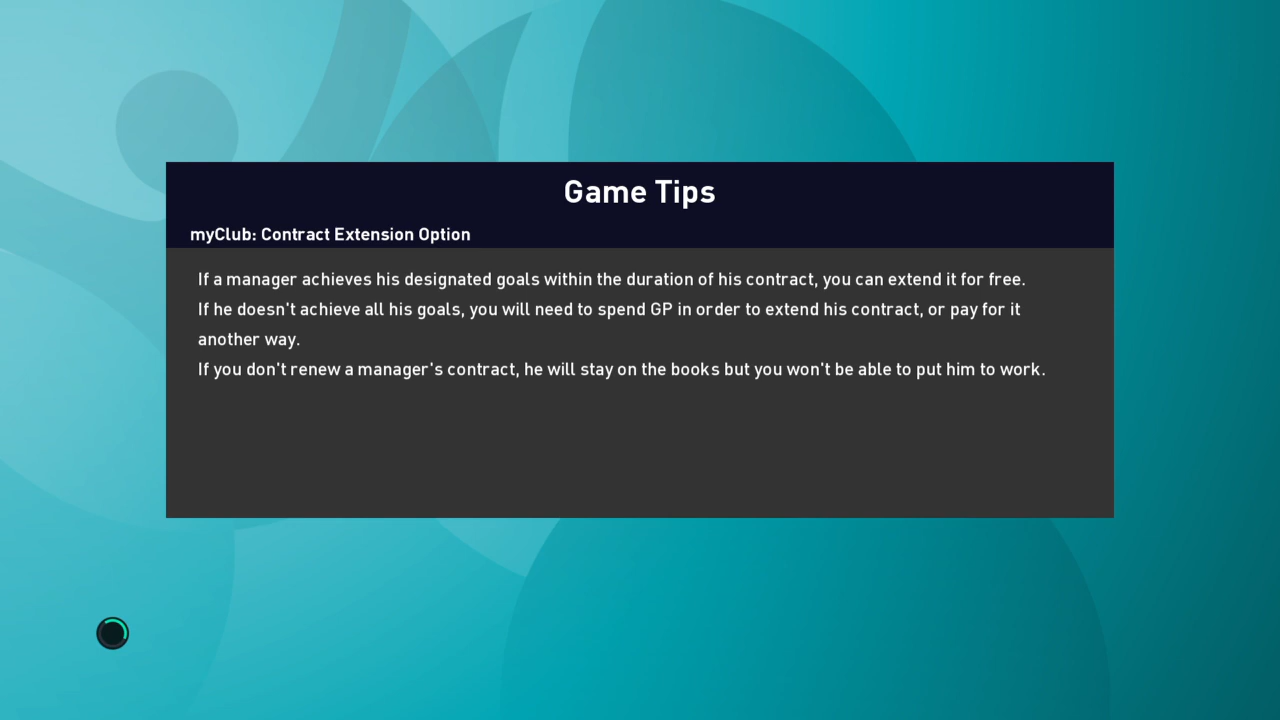 Game Tips
myClub: Contract Extension Option
If a manager achieves his designated goals within the duration of his contract, you can extend it for free.
If he doesn't achieve all his goals, you will need to spend GP in order to extend his contract, or pay for it
another way.
If you don't renew a manager's contract, he will stay on the books but you won't be able to put him to work.